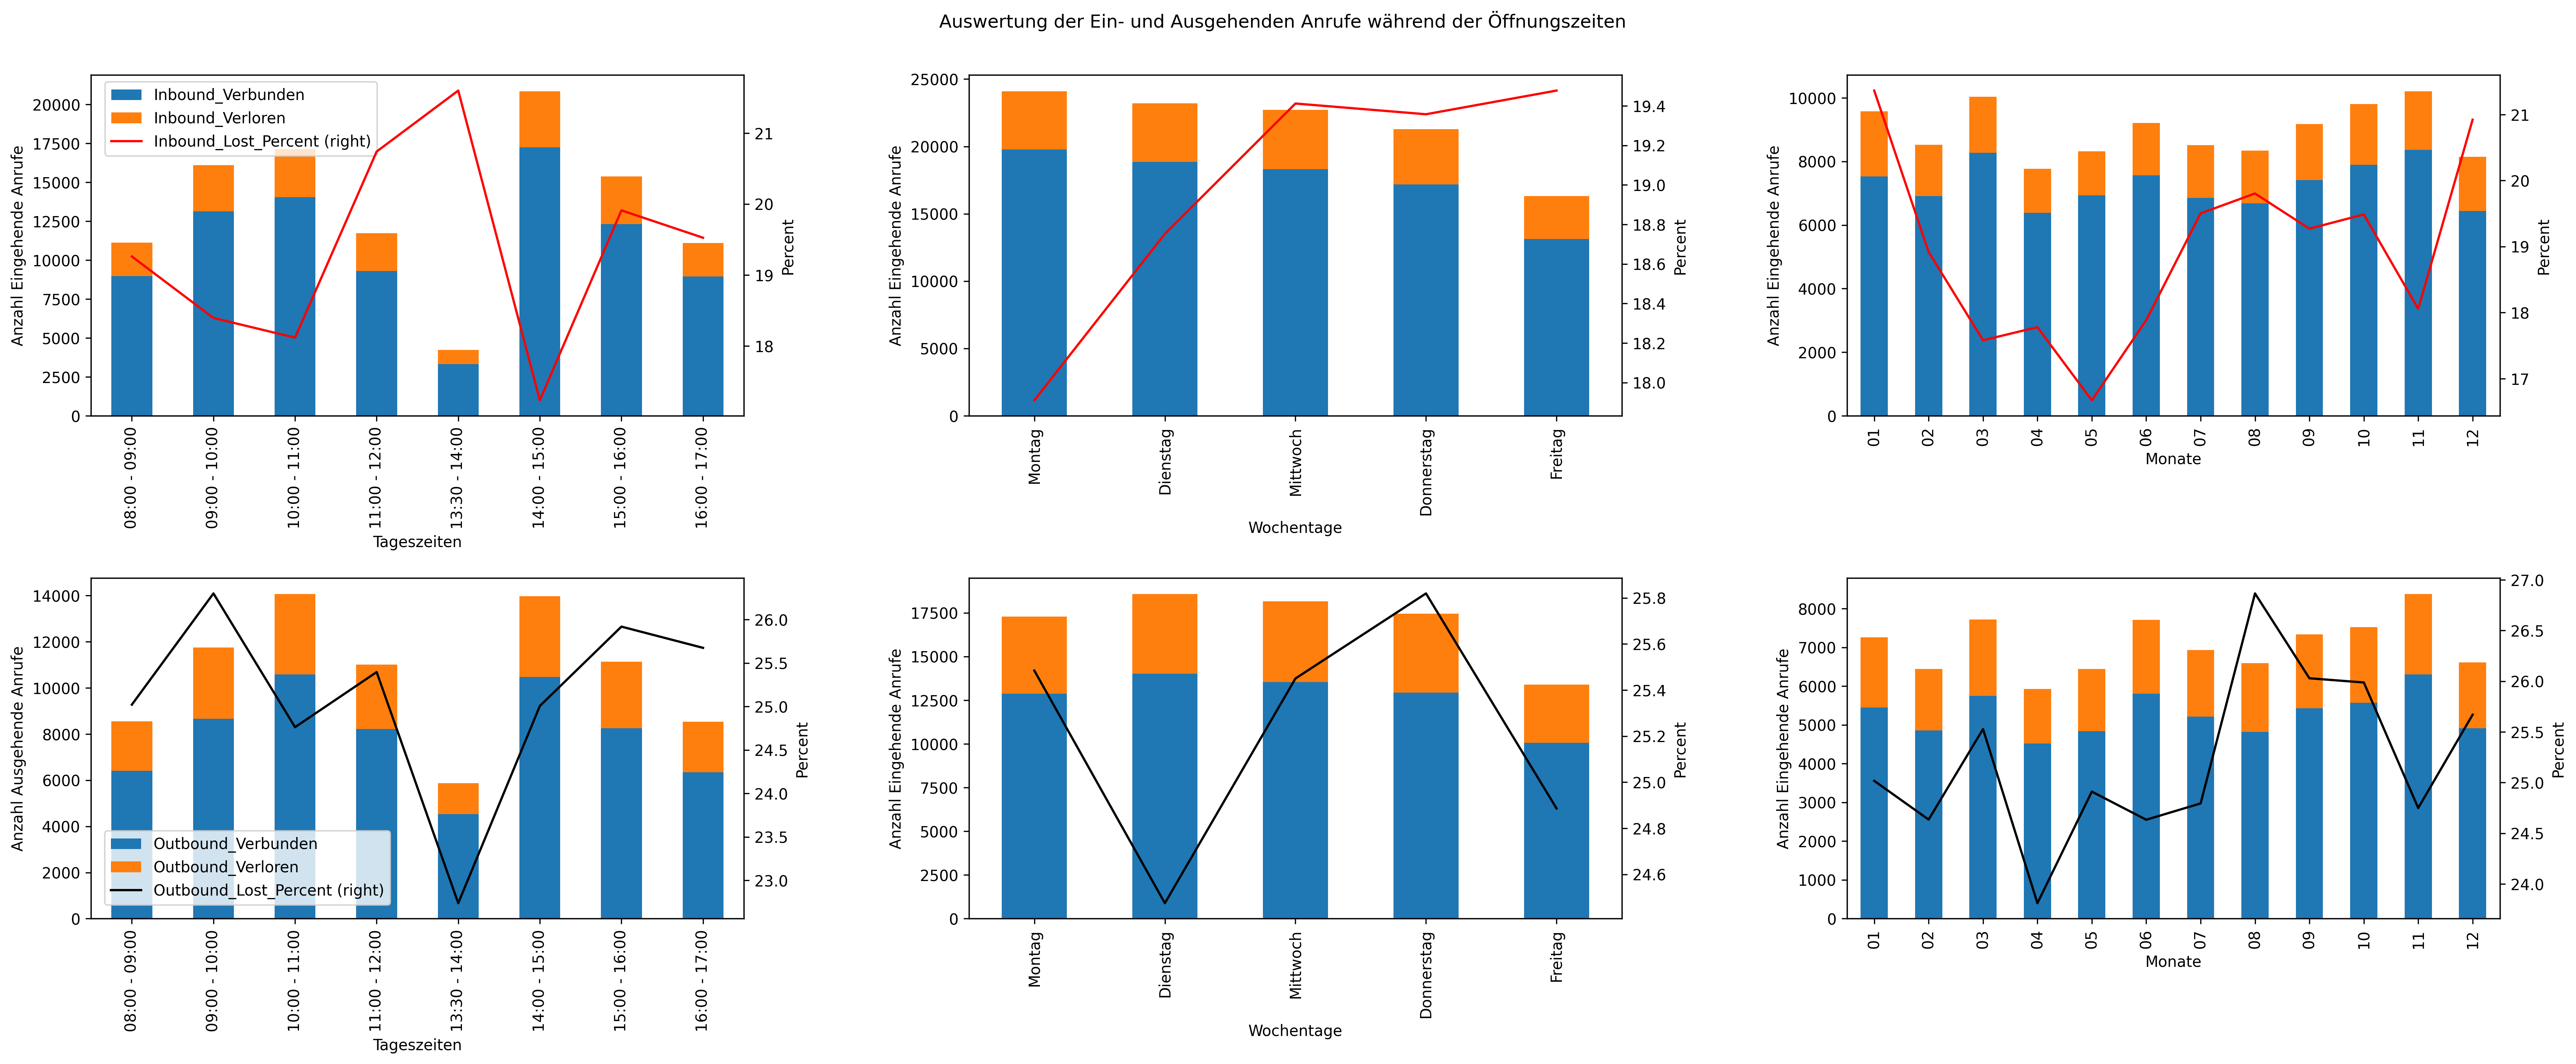 Auswertung der Ein- und Ausgehenden Anrufe während der Öffnungszeiten
Inbound_Verbunden
Inbound_Verloren
Inbound_Lost_Percent (right)
Anzahl Eingehende Anrufe
20000
17500
15000
12500
10000
7500
5000
2500
0
21
20
19
18
Percent
08:00 - 09:00
09:00 - 10:00
10:00 - 11:00
11:00 - 12:00
13:30 - 14:00
14:00 - 15:00
15:00 - 16:00
16:00 - 17:00
Tageszeiten
Anzahl Eingehende Anrufe
25000
20000
15000
10000
5000
0
19.4
19.2
19.0
18.8
18.6
18.4
18.2
18.0
Percent
Montag
Dienstag
Mittwoch
Donnerstag
Freitag
Wochentage
Anzahl Eingehende Anrufe
10000
8000
6000
4000
2000
0
21
20
19
18
17
Percent
01
02
03
04
05
06
07
08
09
10
11
12
Monate
Anzahl Ausgehende Anrufe
14000
12000
10000
8000
6000
4000
2000
0
Outbound_Verbunden
Outbound_Verloren
Outbound_Lost_Percent (right)
26.0
25.5
25.0
24.5
24.0
23.5
23.0
Percent
08:00 - 09:00
09:00 - 10:00
10:00 - 11:00
11:00 - 12:00
13:30 - 14:00
14:00 - 15:00
15:00 - 16:00
16:00 - 17:00
Tageszeiten
Anzahl Eingehende Anrufe
17500
15000
12500
10000
7500
5000
2500
0
25.8
25.6
25.4
25.2
25.0
24.8
24.6
Percent
Montag
Dienstag
Mittwoch
Donnerstag
Freitag
Wochentage
Anzahl Eingehende Anrufe
8000
7000
6000
5000
4000
3000
2000
1000
0
27.0
26.5
26.0
25.5
25.0
24.5
24.0
Percent
01
02
03
04
05
06
07
08
09
10
11
12
Monate